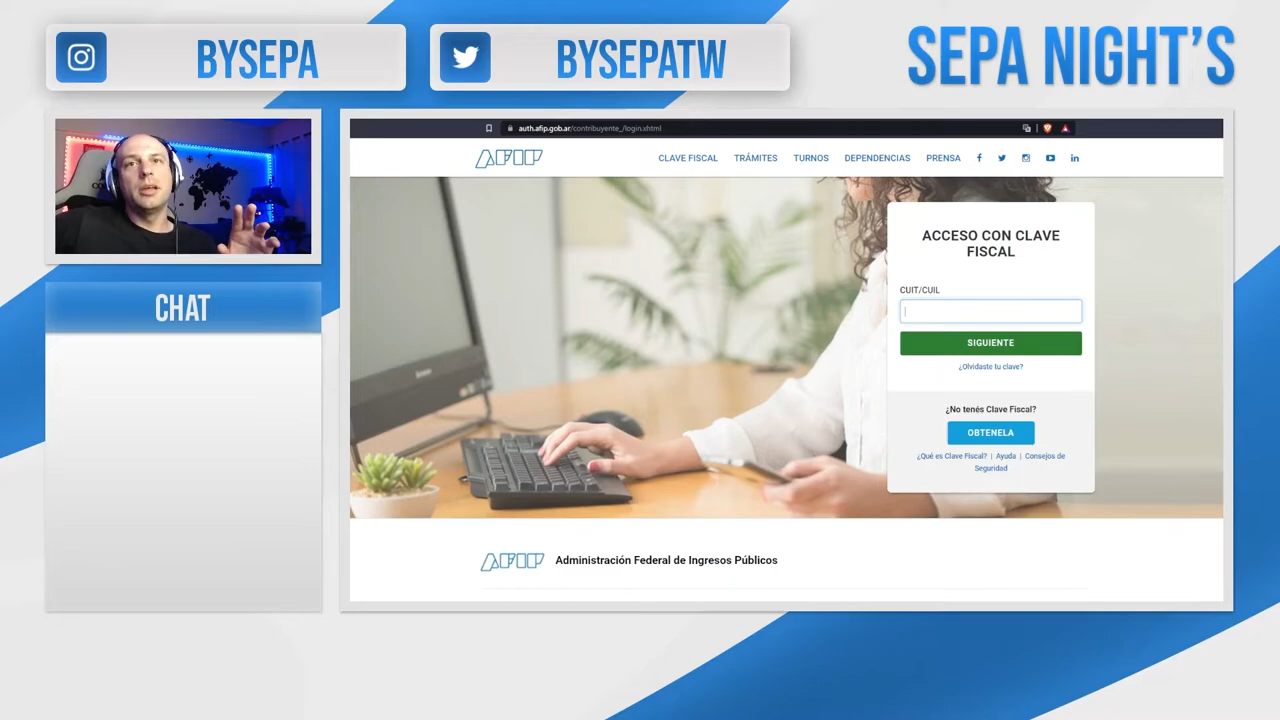 BYSEPA
BYSEPATW
SEPA NIGHT'S
auth.afip.gob.ar/contribuyente_/login.xhtml
AFIP
CLAVE FISCAL
TRÁMITES
TURNOS
DEPENDENCIAS
PRENSA
ACCESO CON CLAVE
FISCAL
CUIT/CUIL
SIGUIENTE
¿Olvidaste tu clave?
¿No tenés Clave Fiscal?
OBTENELA
¿Qué es Clave Fiscal? | Ayuda | Consejos de
Seguridad
CHAT
AFIP
Administración Federal de Ingresos Públicos